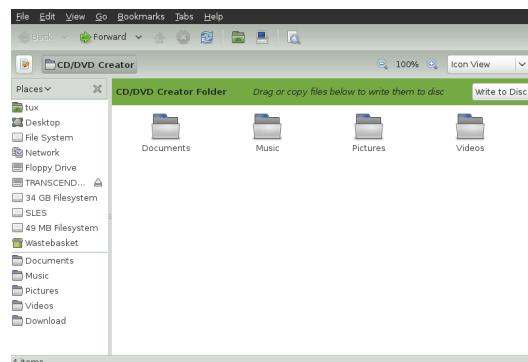 File Edit View Go Bookmarks Tabs Help
Back Forward
CD/DVD Creator 100% Icon View
Places
CD/DVD Creator Folder Drag or copy files below to write them to disc Write to Disc
tux
Desktop
File System
Network
Floppy Drive
TRANSCEND...
34 GB Filesystem
SLES
49 MB Filesystem
Wastebasket
Documents
Music
Pictures
Videos
Download
Documents Music Pictures Videos
4 items